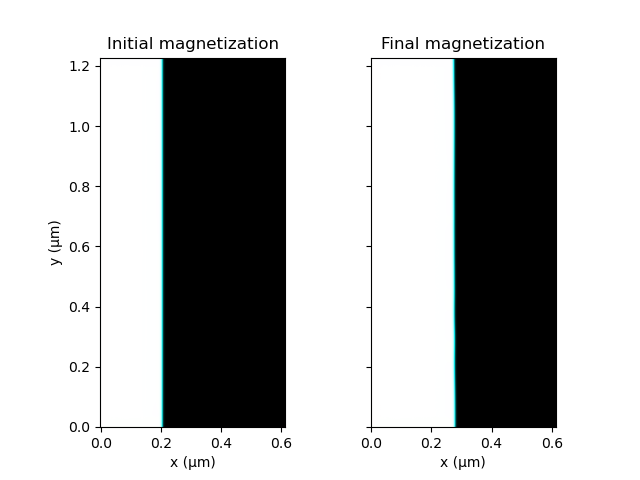 Initial magnetization
Final magnetization
1.2
1.0
0.8
0.6
0.4
0.2
0.0
y (μm)
0.0 0.2 0.4 0.6
0.0 0.2 0.4 0.6
x (μm)
x (μm)